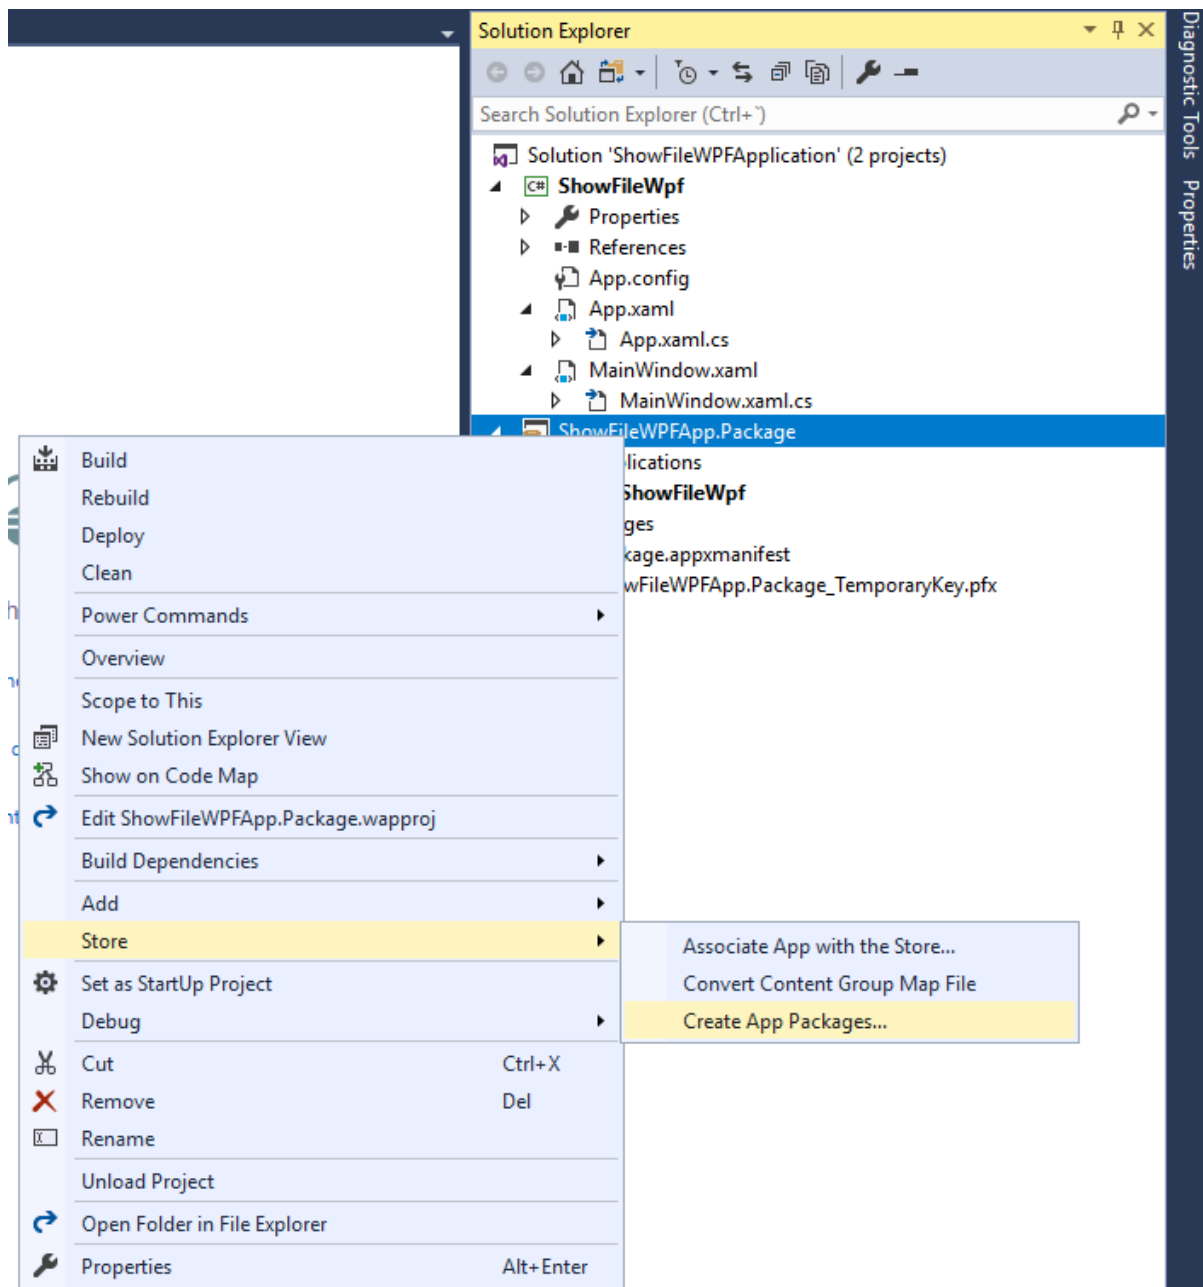 Solution Explorer
Search Solution Explorer (Ctrl+`)
Solution 'ShowFileWPFApplication' (2 projects)
C# ShowFileWpf
Properties
References
App.config
App.xaml
App.xaml.cs
MainWindow.xaml
MainWindow.xaml.cs
ShowFileWPFApp.Package
lications
ShowFileWpf
ges
kage.appxmanifest
wFileWPFApp.Package_TemporaryKey.pfx
Build
Rebuild
Deploy
Clean
Power Commands
Overview
Scope to This
New Solution Explorer View
Show on Code Map
Edit ShowFileWPFApp.Package.wapproj
Build Dependencies
Add
Store
Set as StartUp Project
Debug
Cut Ctrl+X
Remove Del
Rename
Unload Project
Open Folder in File Explorer
Properties Alt+Enter
Associate App with the Store...
Convert Content Group Map File
Create App Packages...
Diagnostic Tools
Properties